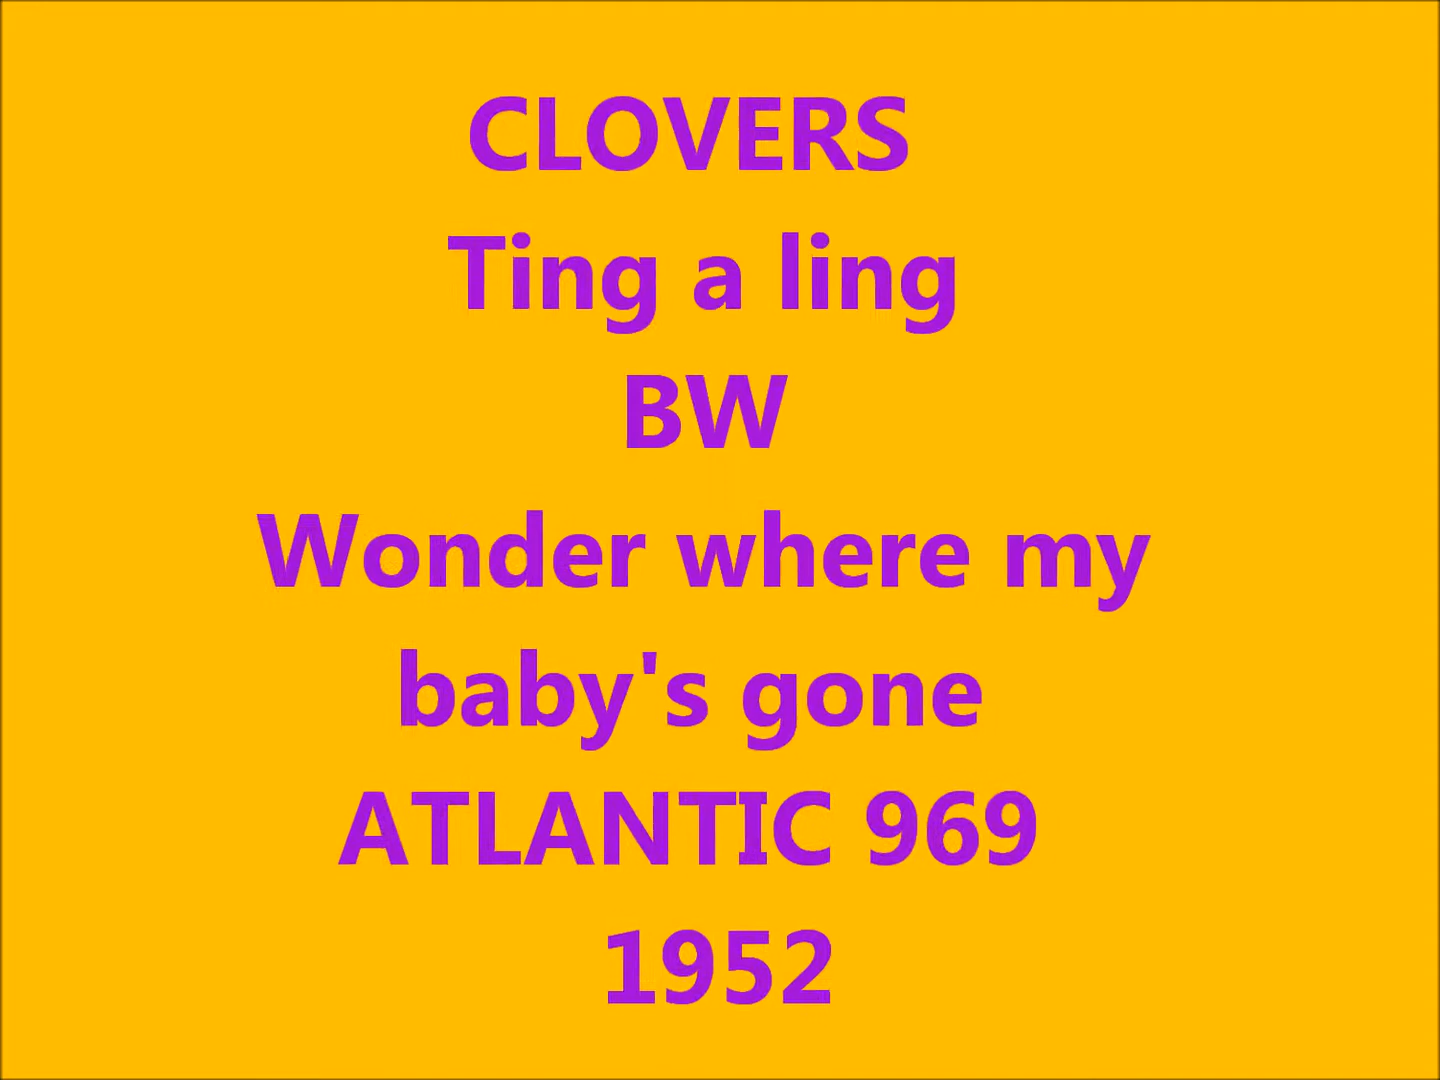 CLOVERS
Ting a ling
BW
Wonder where my
baby's gone
ATLANTIC 969
1952